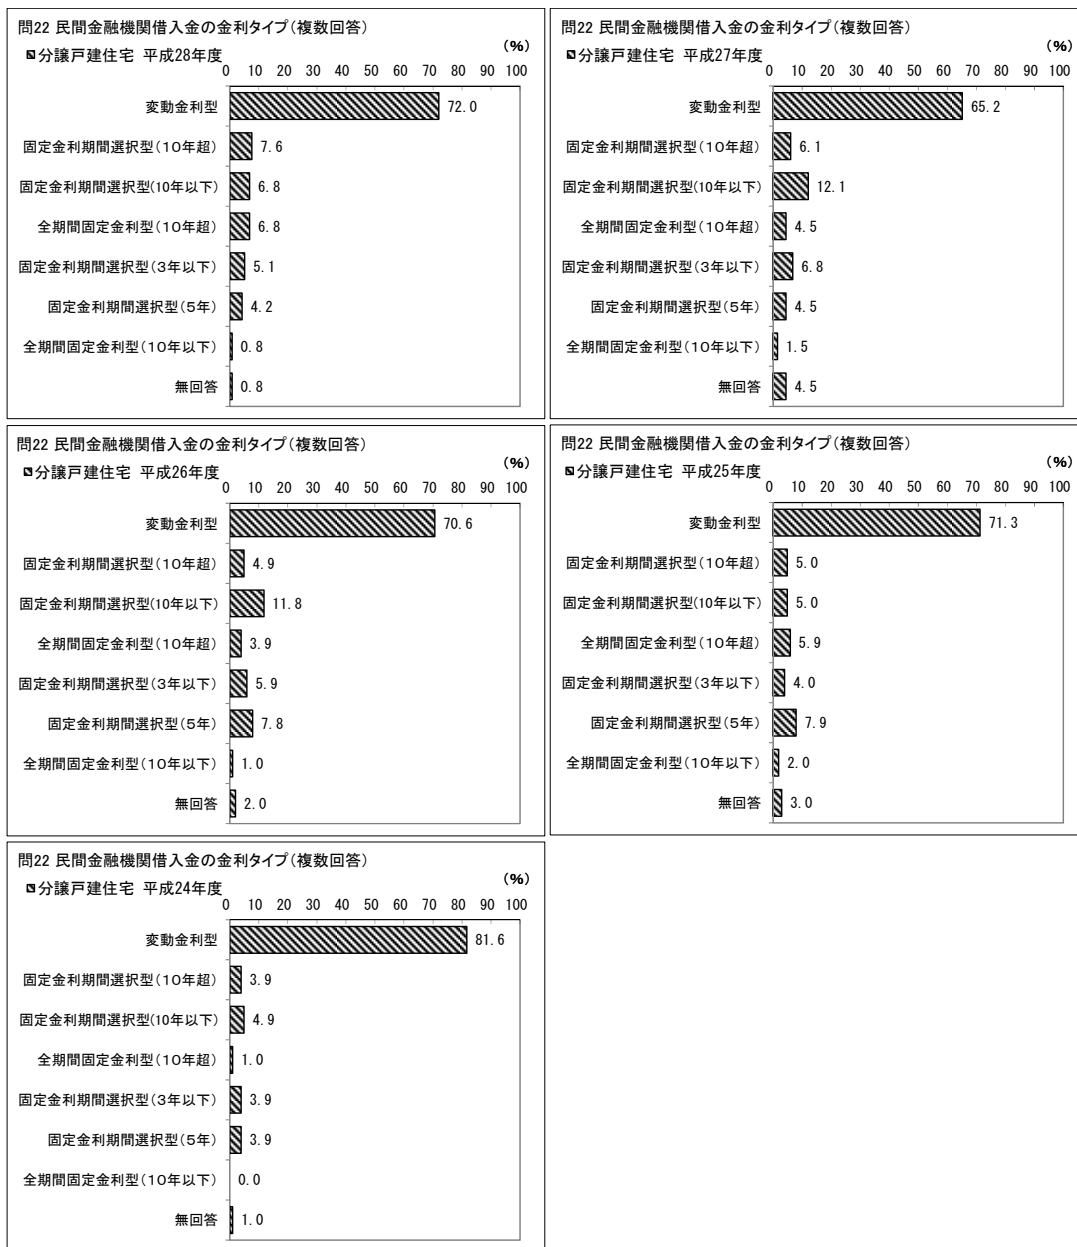 問22 民間金融機関借入金の金利タイプ(複数回答)
分譲戸建住宅 平成28年度
(%)
0 10 20 30 40 50 60 70 80 90 100
変動金利型 72.0
固定金利期間選択型(10年超) 7.6
固定金利期間選択型(10年以下) 6.8
全期間固定金利型(10年超) 6.8
固定金利期間選択型(3年以下) 5.1
固定金利期間選択型(5年) 4.2
全期間固定金利型(10年以下) 0.8
無回答 0.8
問22 民間金融機関借入金の金利タイプ(複数回答)
分譲戸建住宅 平成27年度
(%)
0 10 20 30 40 50 60 70 80 90 100
変動金利型 65.2
固定金利期間選択型(10年超) 6.1
固定金利期間選択型(10年以下) 12.1
全期間固定金利型(10年超) 4.5
固定金利期間選択型(3年以下) 6.8
固定金利期間選択型(5年) 4.5
全期間固定金利型(10年以下) 1.5
無回答 4.5
問22 民間金融機関借入金の金利タイプ(複数回答)
分譲戸建住宅 平成26年度
(%)
0 10 20 30 40 50 60 70 80 90 100
変動金利型 70.6
固定金利期間選択型(10年超) 4.9
固定金利期間選択型(10年以下) 11.8
全期間固定金利型(10年超) 3.9
固定金利期間選択型(3年以下) 5.9
固定金利期間選択型(5年) 7.8
全期間固定金利型(10年以下) 1.0
無回答 2.0
問22 民間金融機関借入金の金利タイプ(複数回答)
分譲戸建住宅 平成25年度
(%)
0 10 20 30 40 50 60 70 80 90 100
変動金利型 71.3
固定金利期間選択型(10年超) 5.0
固定金利期間選択型(10年以下) 5.0
全期間固定金利型(10年超) 5.9
固定金利期間選択型(3年以下) 4.0
固定金利期間選択型(5年) 7.9
全期間固定金利型(10年以下) 2.0
無回答 3.0
問22 民間金融機関借入金の金利タイプ(複数回答)
分譲戸建住宅 平成24年度
(%)
0 10 20 30 40 50 60 70 80 90 100
変動金利型 81.6
固定金利期間選択型(10年超) 3.9
固定金利期間選択型(10年以下) 4.9
全期間固定金利型(10年超) 1.0
固定金利期間選択型(3年以下) 3.9
固定金利期間選択型(5年) 3.9
全期間固定金利型(10年以下) 0.0
無回答 1.0